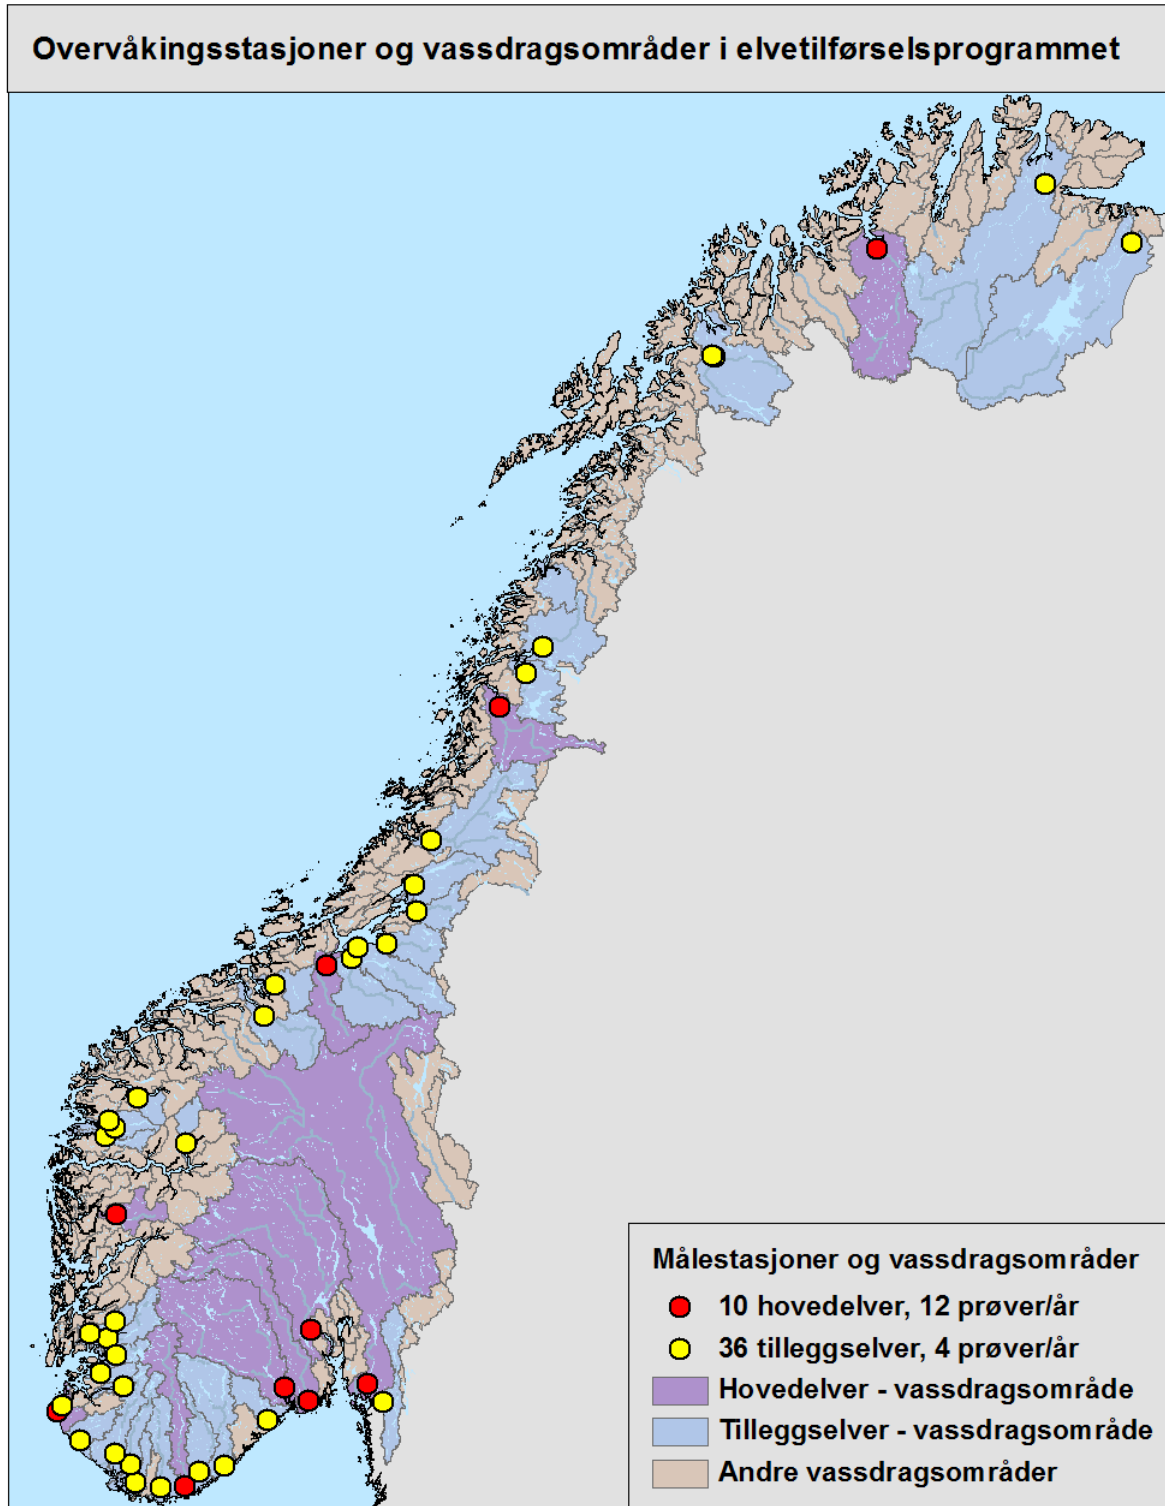 Overvåkingsstasjoner og vassdragsområder i elvetilførselsprogrammet
Målestasjoner og vassdragsområder
10 hovedelver, 12 prøver/år
36 tilleggselver, 4 prøver/år
Hovedelver - vassdragsområde
Tilleggselver - vassdragsområde
Andre vassdragsområder